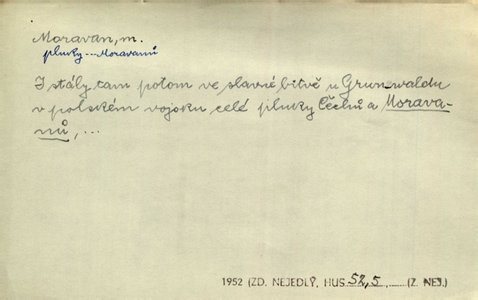 Moravan, m.
pluky---Moravanů
I stály tam potom ve slavné bitvě u Grunwaldu
v polském vojsku celé pluky Čechů a Morava-
nů, ...
1952 (ZD. NEJEDLÝ, HUS 52,5, ...... (Z. NEJ.)